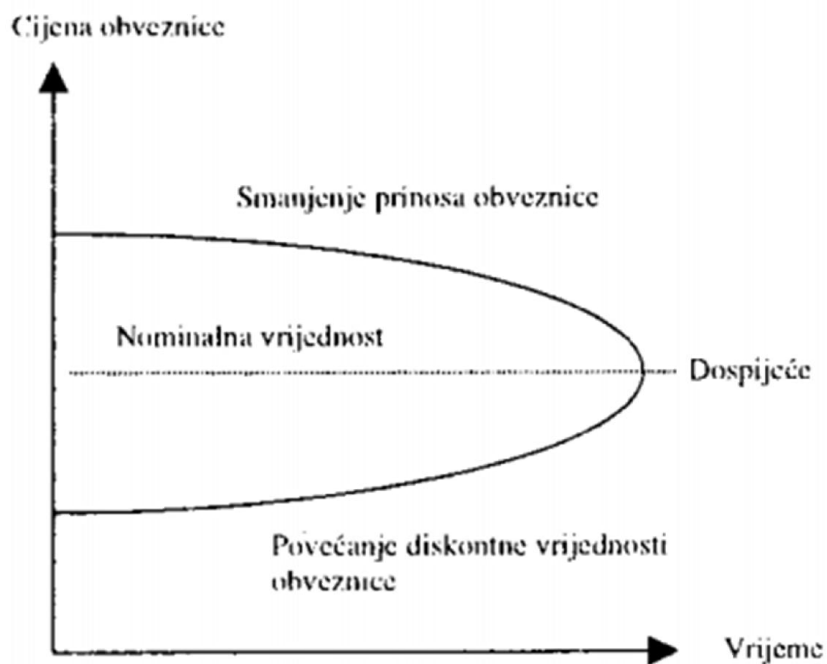 Cijena obveznice
Smanjenje prinosa obveznice
Nominalna vrijednost
Dospijeće
Povećanje diskontne vrijednosti
obveznice
Vrijeme